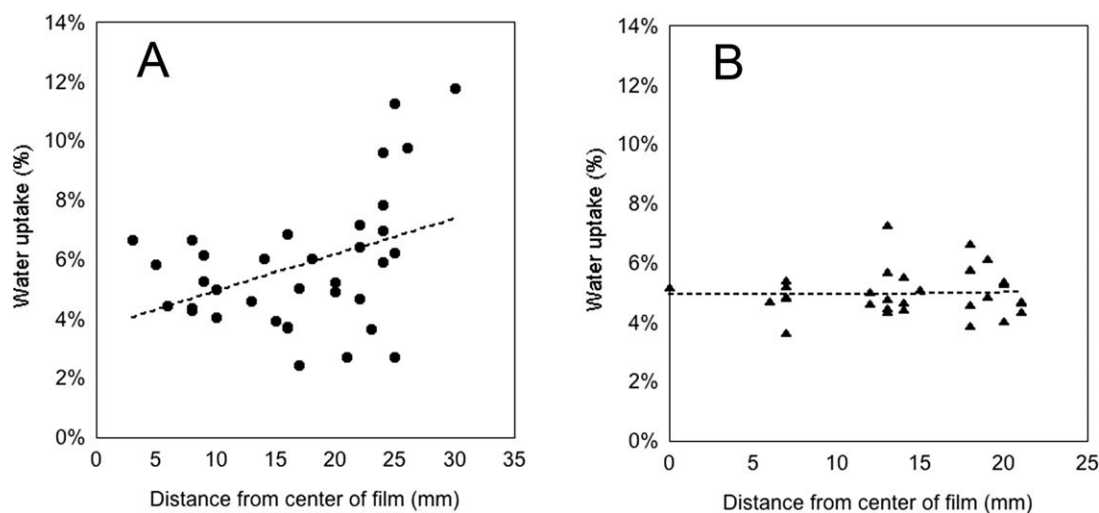 A
14%
12%
10%
8%
6%
4%
2%
0%
Water uptake (%)
0 5 10 15 20 25 30 35
Distance from center of film (mm)
B
14%
12%
10%
8%
6%
4%
2%
0%
Water uptake (%)
0 5 10 15 20 25
Distance from center of film (mm)